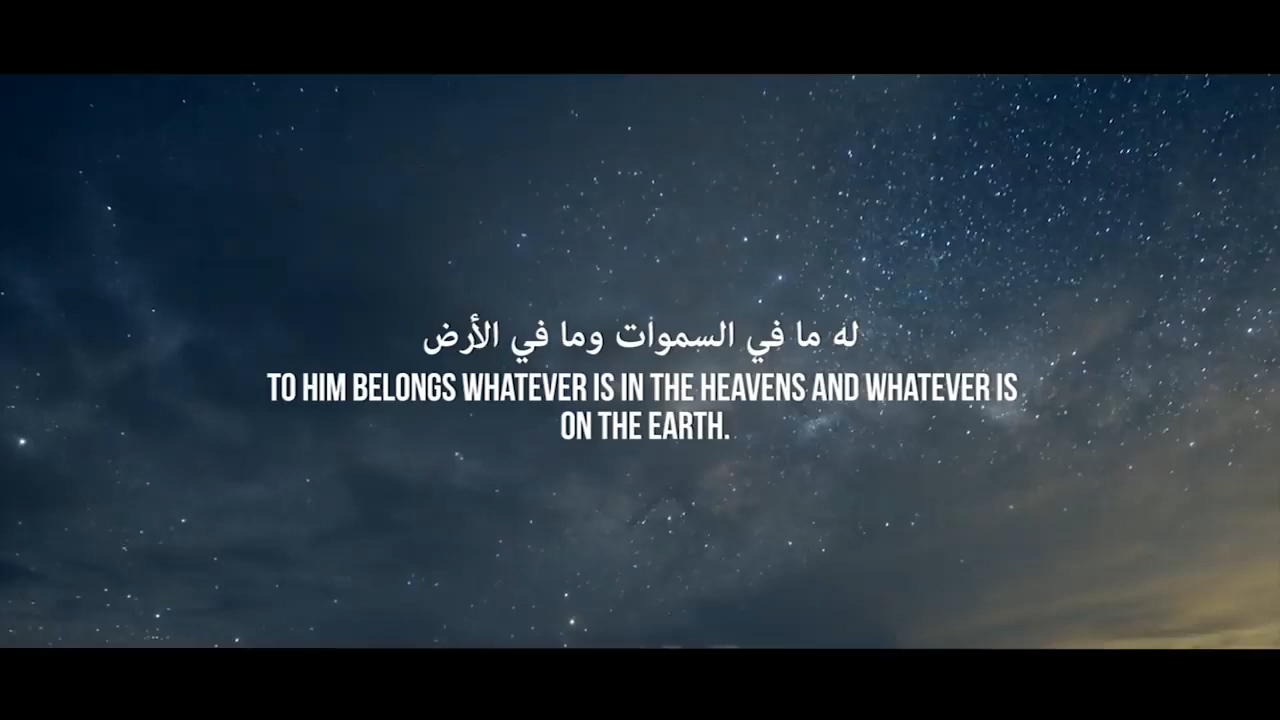 له ما في السموات وما في الأرض
TO HIM BELONGS WHATEVER IS IN THE HEAVENS AND WHATEVER IS
ON THE EARTH.